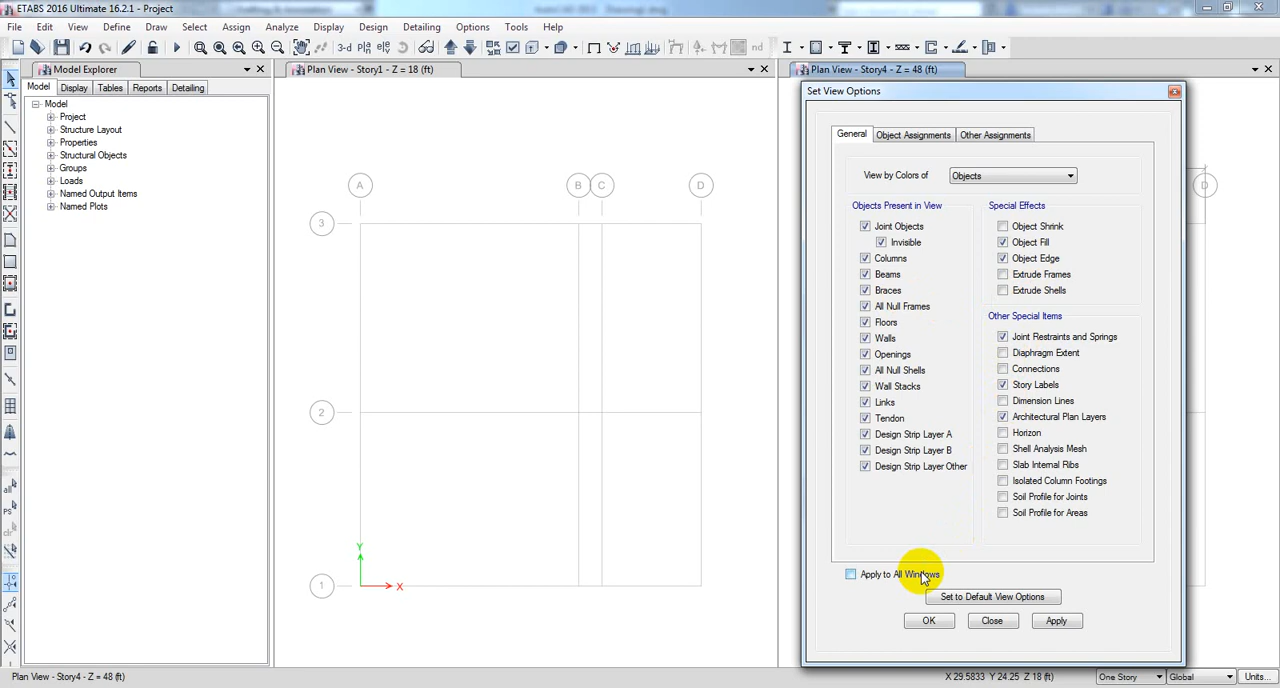 ETABS 2016 Ultimate 16.2.1 - Project
File Edit View Define Draw Select Assign Analyze Display Design Detailing Options Tools Help
3-d nd
Model Explorer
Plan View - Story1 - Z = 18 (ft)
Plan View - Story4 - Z = 48 (ft)
Model Display Tables Reports Detailing
Model
Project
Structure Layout
Properties
Structural Objects
Groups
Loads
Named Output Items
Named Plots
A B C D
3
2
1
Y
X
D
Set View Options
General Object Assignments Other Assignments
View by Colors of Objects
Objects Present in View
Joint Objects
Invisible
Columns
Beams
Braces
All Null Frames
Floors
Walls
Openings
All Null Shells
Wall Stacks
Links
Tendon
Design Strip Layer A
Design Strip Layer B
Design Strip Layer Other
Special Effects
Object Shrink
Object Fill
Object Edge
Extrude Frames
Extrude Shells
Other Special Items
Joint Restraints and Springs
Diaphragm Extent
Connections
Story Labels
Dimension Lines
Architectural Plan Layers
Horizon
Shell Analysis Mesh
Slab Internal Ribs
Isolated Column Footings
Soil Profile for Joints
Soil Profile for Areas
Apply to All Windows
Set to Default View Options
OK Close Apply
all
PS
clr
Plan View - Story4 - Z = 48 (ft)
X 29.5833 Y 24.25 Z 18 (ft) One Story Global Units...